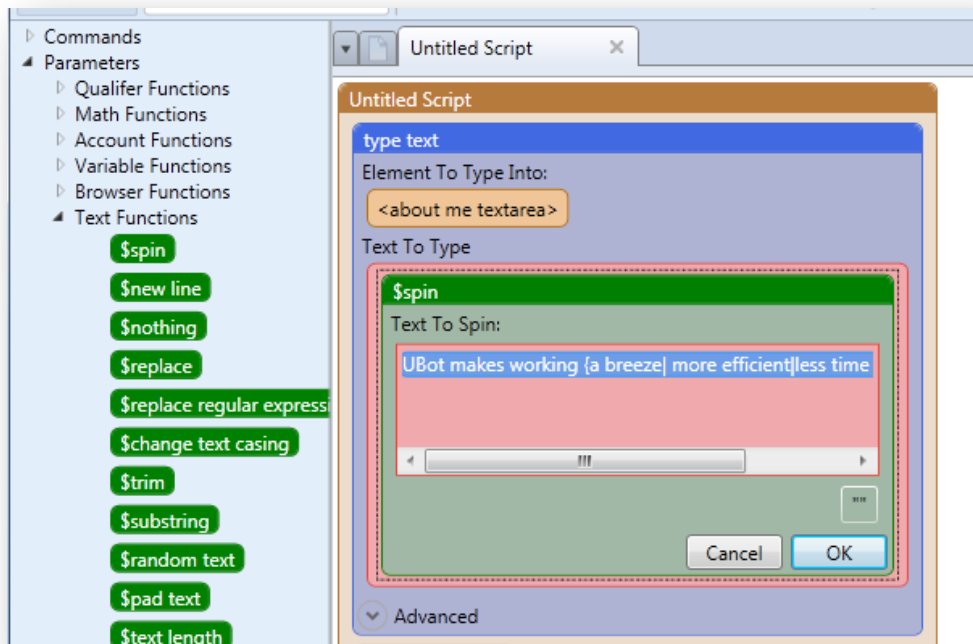 Commands
Parameters
Qualifer Functions
Math Functions
Account Functions
Variable Functions
Browser Functions
Text Functions
$spin
$new line
$nothing
$replace
$replace regular expressi
$change text casing
$trim
$substring
$random text
$pad text
$text length
Untitled Script
Untitled Script
type text
Element To Type Into:
<about me textarea>
Text To Type
$spin
Text To Spin:
UBot makes working {a breeze| more efficient|less time
""
Cancel
OK
Advanced